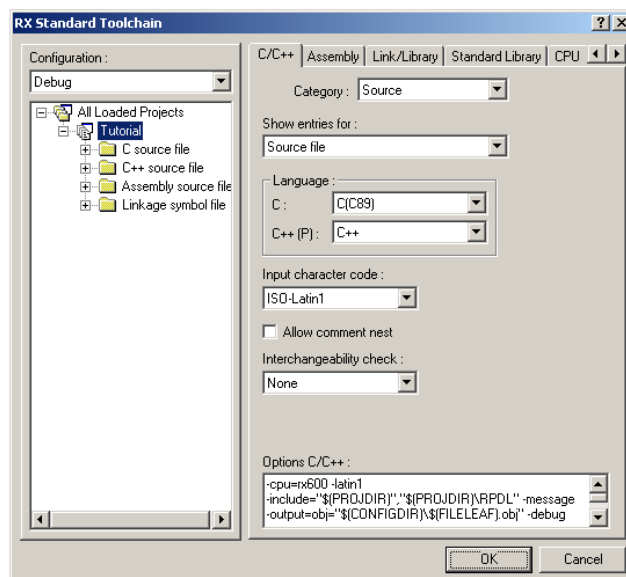 RX Standard Toolchain
Configuration :
Debug
All Loaded Projects
Tutorial
C source file
C++ source file
Assembly source file
Linkage symbol file
C/C++ Assembly Link/Library Standard Library CPU
Category : Source
Show entries for :
Source file
Language :
C : C(C89)
C++ (P) : C++
Input character code :
ISO-Latin1
Allow comment nest
Interchangeability check :
None
Options C/C++ :
-cpu=rx600 -latin1
-include="$(PROJDIR)","$(PROJDIR)\RPDL" -message
-output=obj="$(CONFIGDIR)\$(FILELEAF).obj" -debug
OK Cancel